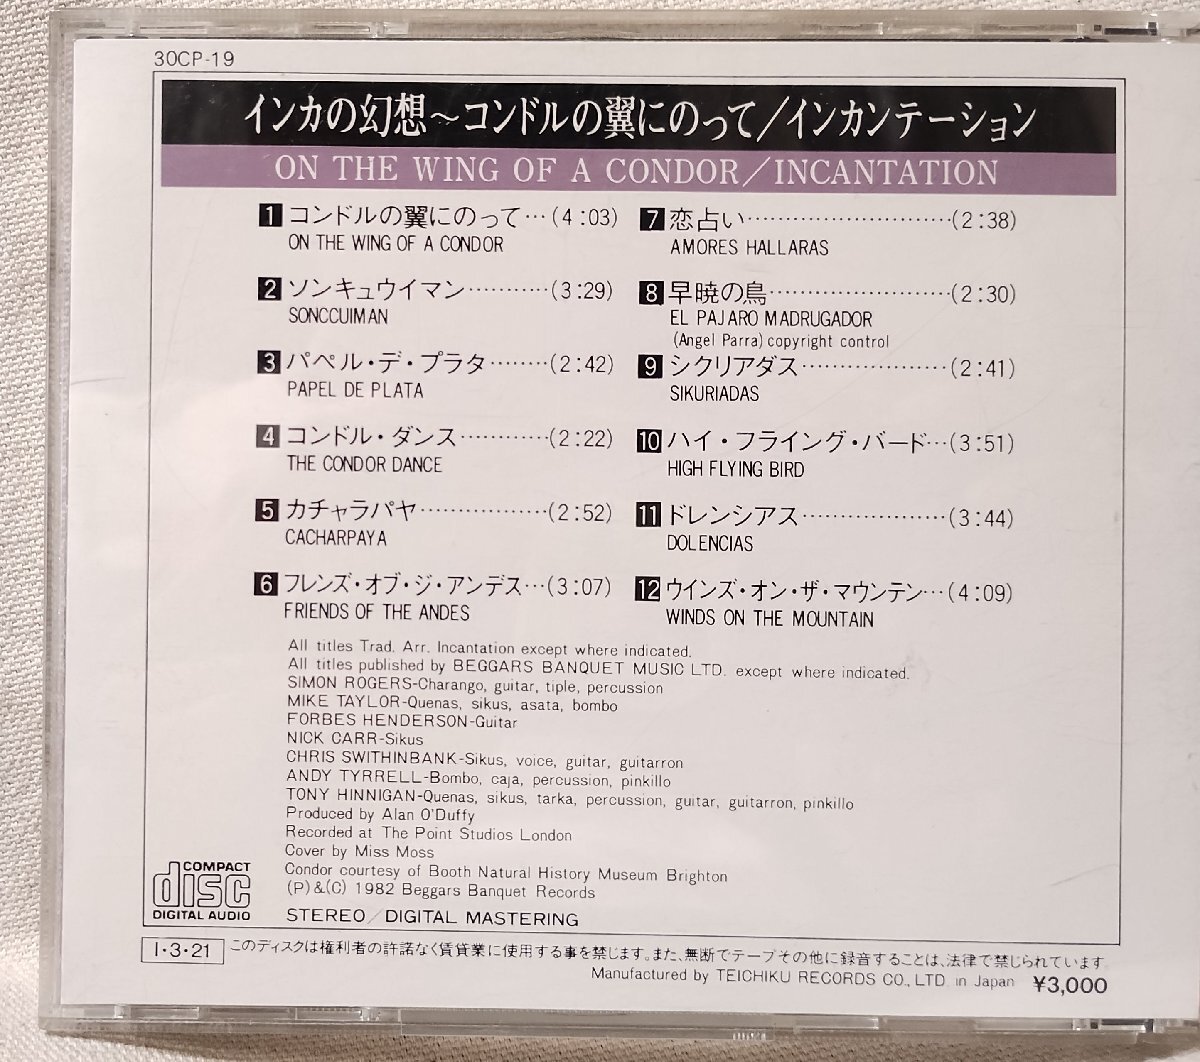 30CP-19
インカの幻想～コンドルの翼にのって/インカンテーション
ON THE WING OF A CONDOR/INCANTATION
1 コンドルの翼にのって…(4:03)
ON THE WING OF A CONDOR
2 ソンキュウイマン…………(3:29)
SONCCUIMAN
3 パペル・デ・プラタ………(2:42)
PAPEL DE PLATA
4 コンドル・ダンス…………(2:22)
THE CONDOR DANCE
5 カチャラパヤ………………(2:52)
CACHARPAYA
6 フレンズ・オブ・ジ・アンデス…(3:07)
FRIENDS OF THE ANDES
7 恋占い………………………(2:38)
AMORES HALLARAS
8 早暁の鳥……………………(2:30)
EL PAJARO MADRUGADOR
(Angel Parra) copyright control
9 シクリアダス…………………(2:41)
SIKURIADAS
10 ハイ・フライング・バード…(3:51)
HIGH FLYING BIRD
11 ドレンシアス…………………(3:44)
DOLENCIAS
12 ウインズ・オン・ザ・マウンテン…(4:09)
WINDS ON THE MOUNTAIN
All titles Trad. Arr. Incantation except where indicated.
All titles published by BEGGARS BANQUET MUSIC LTD. except where indicated.
SIMON ROGERS-Charango, guitar, tiple, percussion
MIKE TAYLOR-Quenas, sikus, asata, bombo
FORBES HENDERSON-Guitar
NICK CARR-Sikus
CHRIS SWITHINBANK-Sikus, voice, guitar, guitarron
ANDY TYRRELL-Bombo, caja, percussion, pinkillo
TONY HINNIGAN-Quenas, sikus, tarka, percussion, guitar, guitarron, pinkillo
Produced by Alan O'Duffy
Recorded at The Point Studios London
Cover by Miss Moss
Condor courtesy of Booth Natural History Museum Brighton
(P)&(C) 1982 Beggars Banquet Records
COMPACT
disc
DIGITAL AUDIO
STEREO/DIGITAL MASTERING
I・3・21
このディスクは権利者の許諾なく賃貸業に使用する事を禁じます。また、無断でテープその他に録音することは、法律で禁じられています。
Manufactured by TEICHIKU RECORDS CO., LTD. in Japan ¥3,000